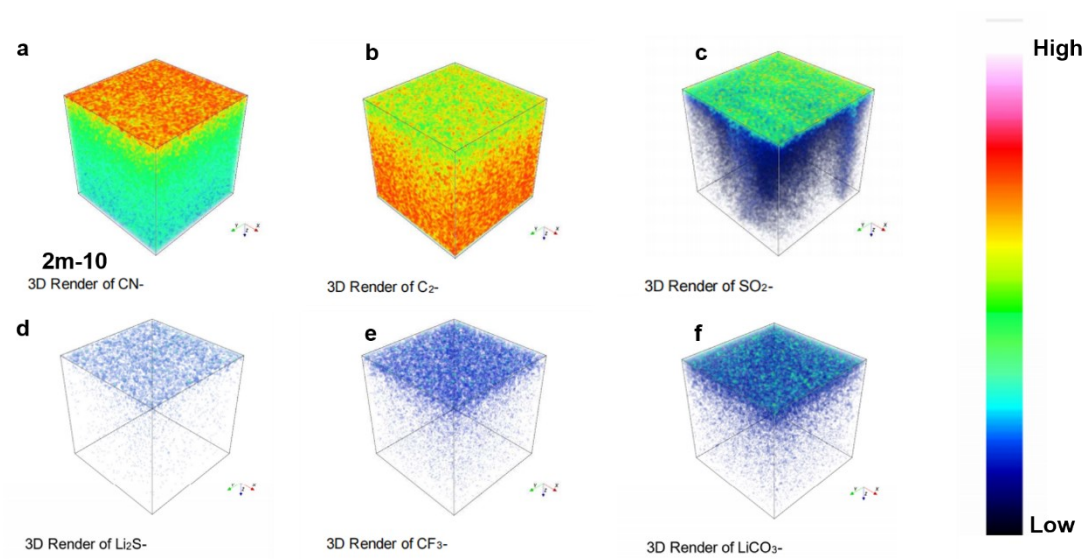 a
b
c
High
2m-10
3D Render of CN-
3D Render of C₂-
3D Render of SO₂-
d
e
f
3D Render of Li₂S-
3D Render of CF₃-
3D Render of LiCO₃-
Low